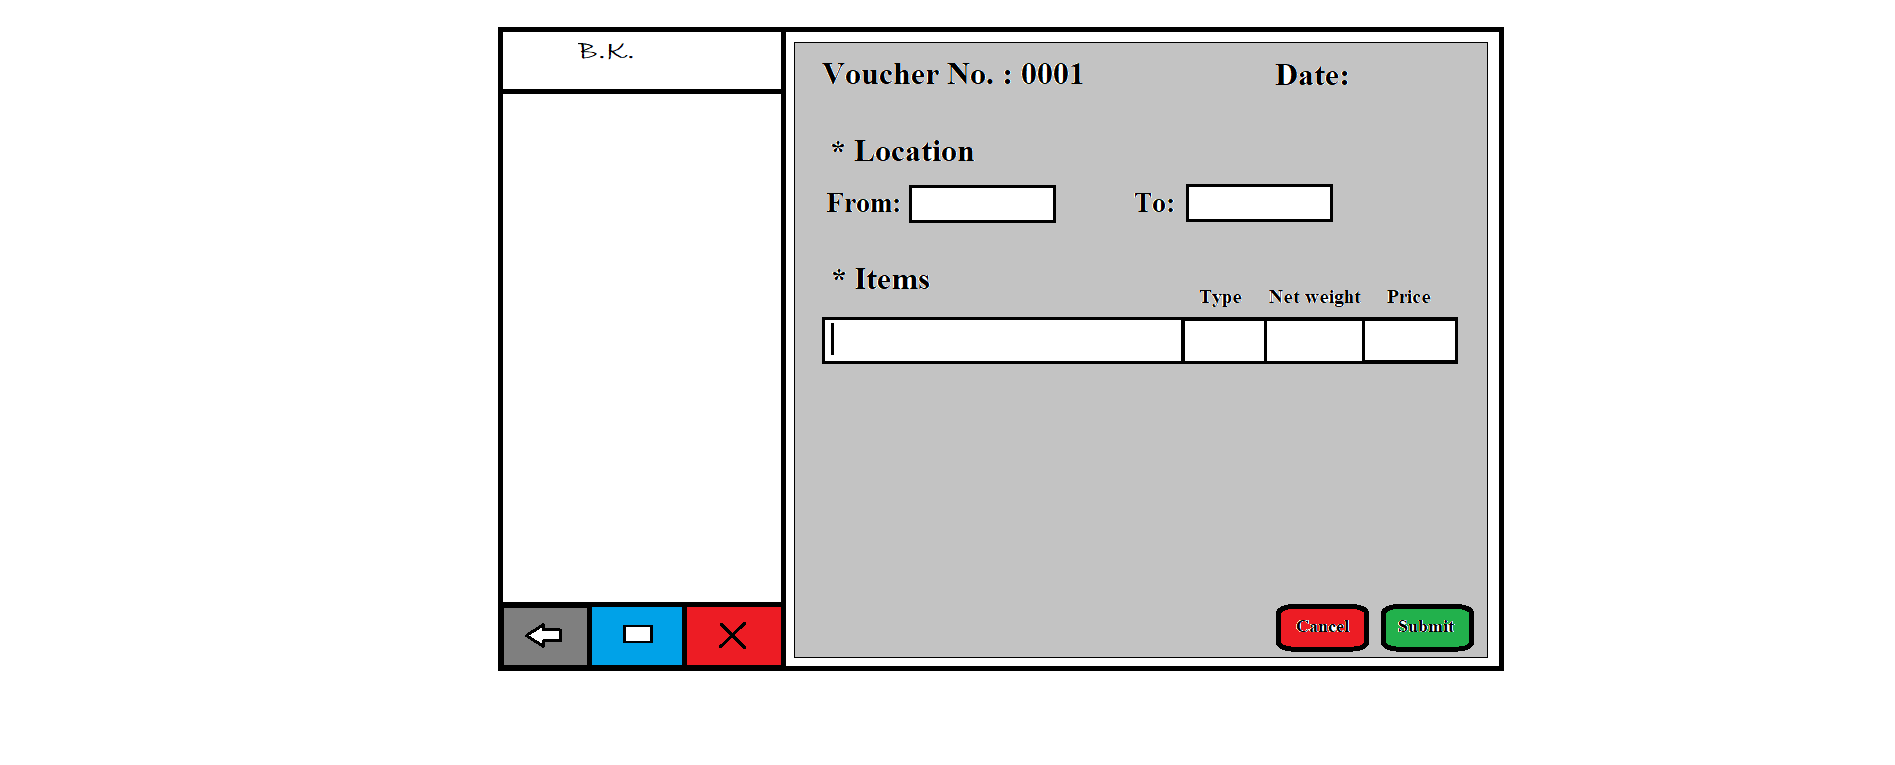 B.K.
Voucher No. : 0001 Date:
* Location
From: To:
* Items
Type Net weight Price
Cancel Submit